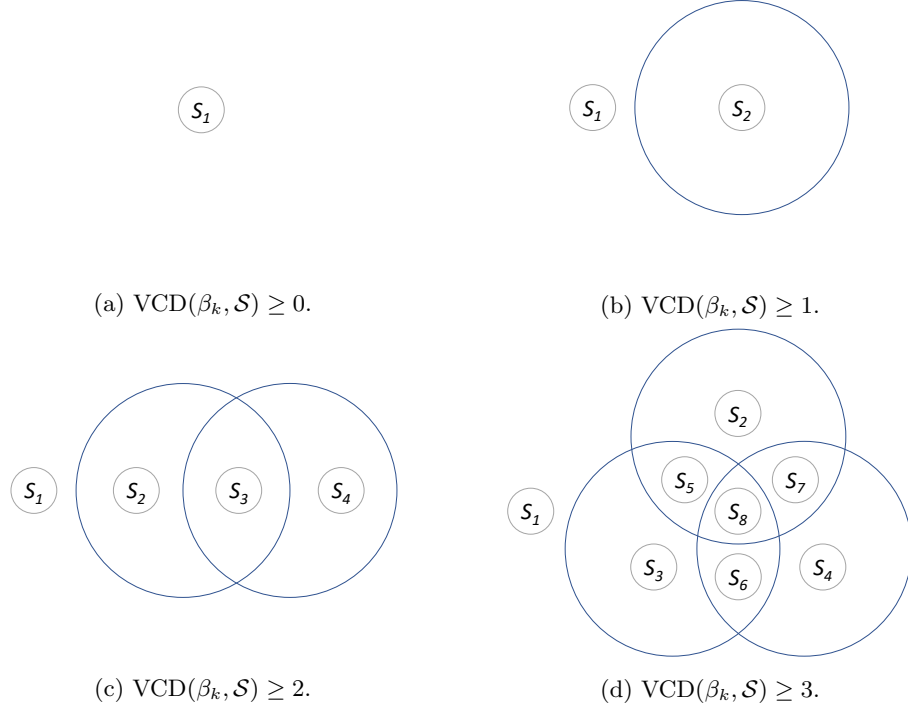 S1
S1 S2
(a) VCD(βk, S) ≥ 0.
(b) VCD(βk, S) ≥ 1.
S1 S2 S3 S4
S2
S5 S7
S1 S8
S3 S6 S4
(c) VCD(βk, S) ≥ 2.
(d) VCD(βk, S) ≥ 3.